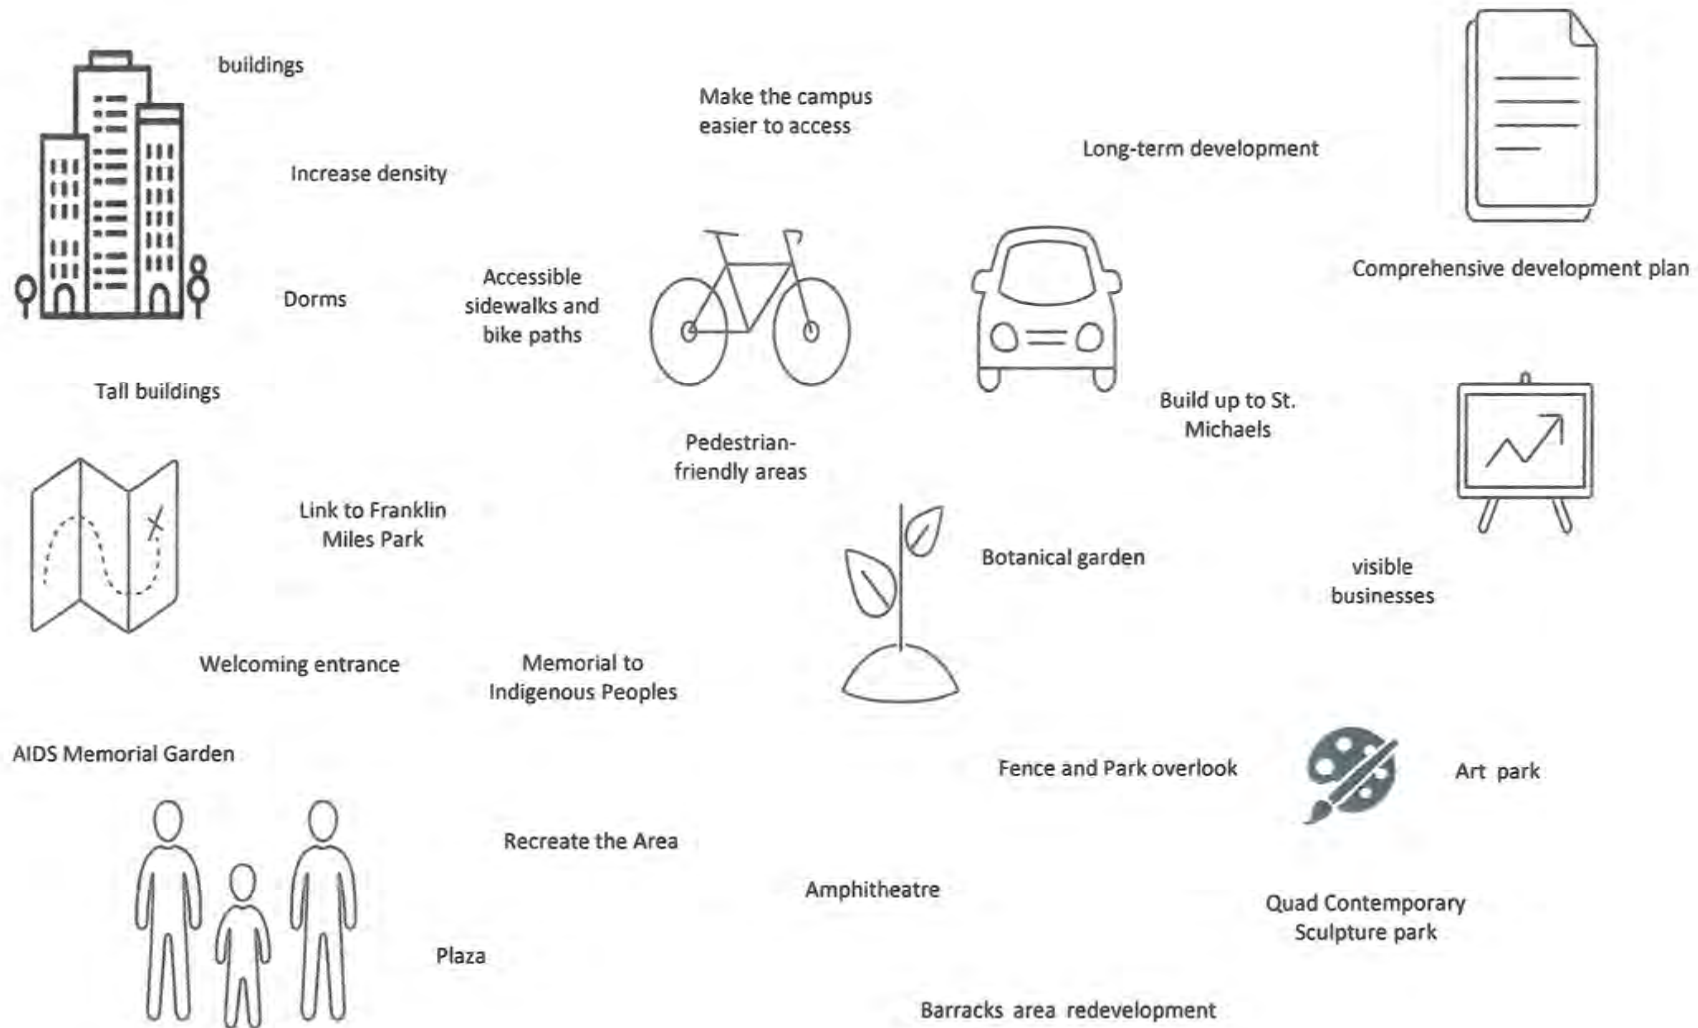 buildings
Make the campus
easier to access
Long-term development
Increase density
Comprehensive development plan
Accessible
sidewalks and
bike paths
Dorms
Tall buildings
Build up to St.
Michaels
Pedestrian-
friendly areas
Link to Franklin
Miles Park
Botanical garden
visible
businesses
Welcoming entrance
Memorial to
Indigenous Peoples
AIDS Memorial Garden
Fence and Park overlook
Art park
Recreate the Area
Amphitheatre
Quad Contemporary
Sculpture park
Plaza
Barracks area redevelopment